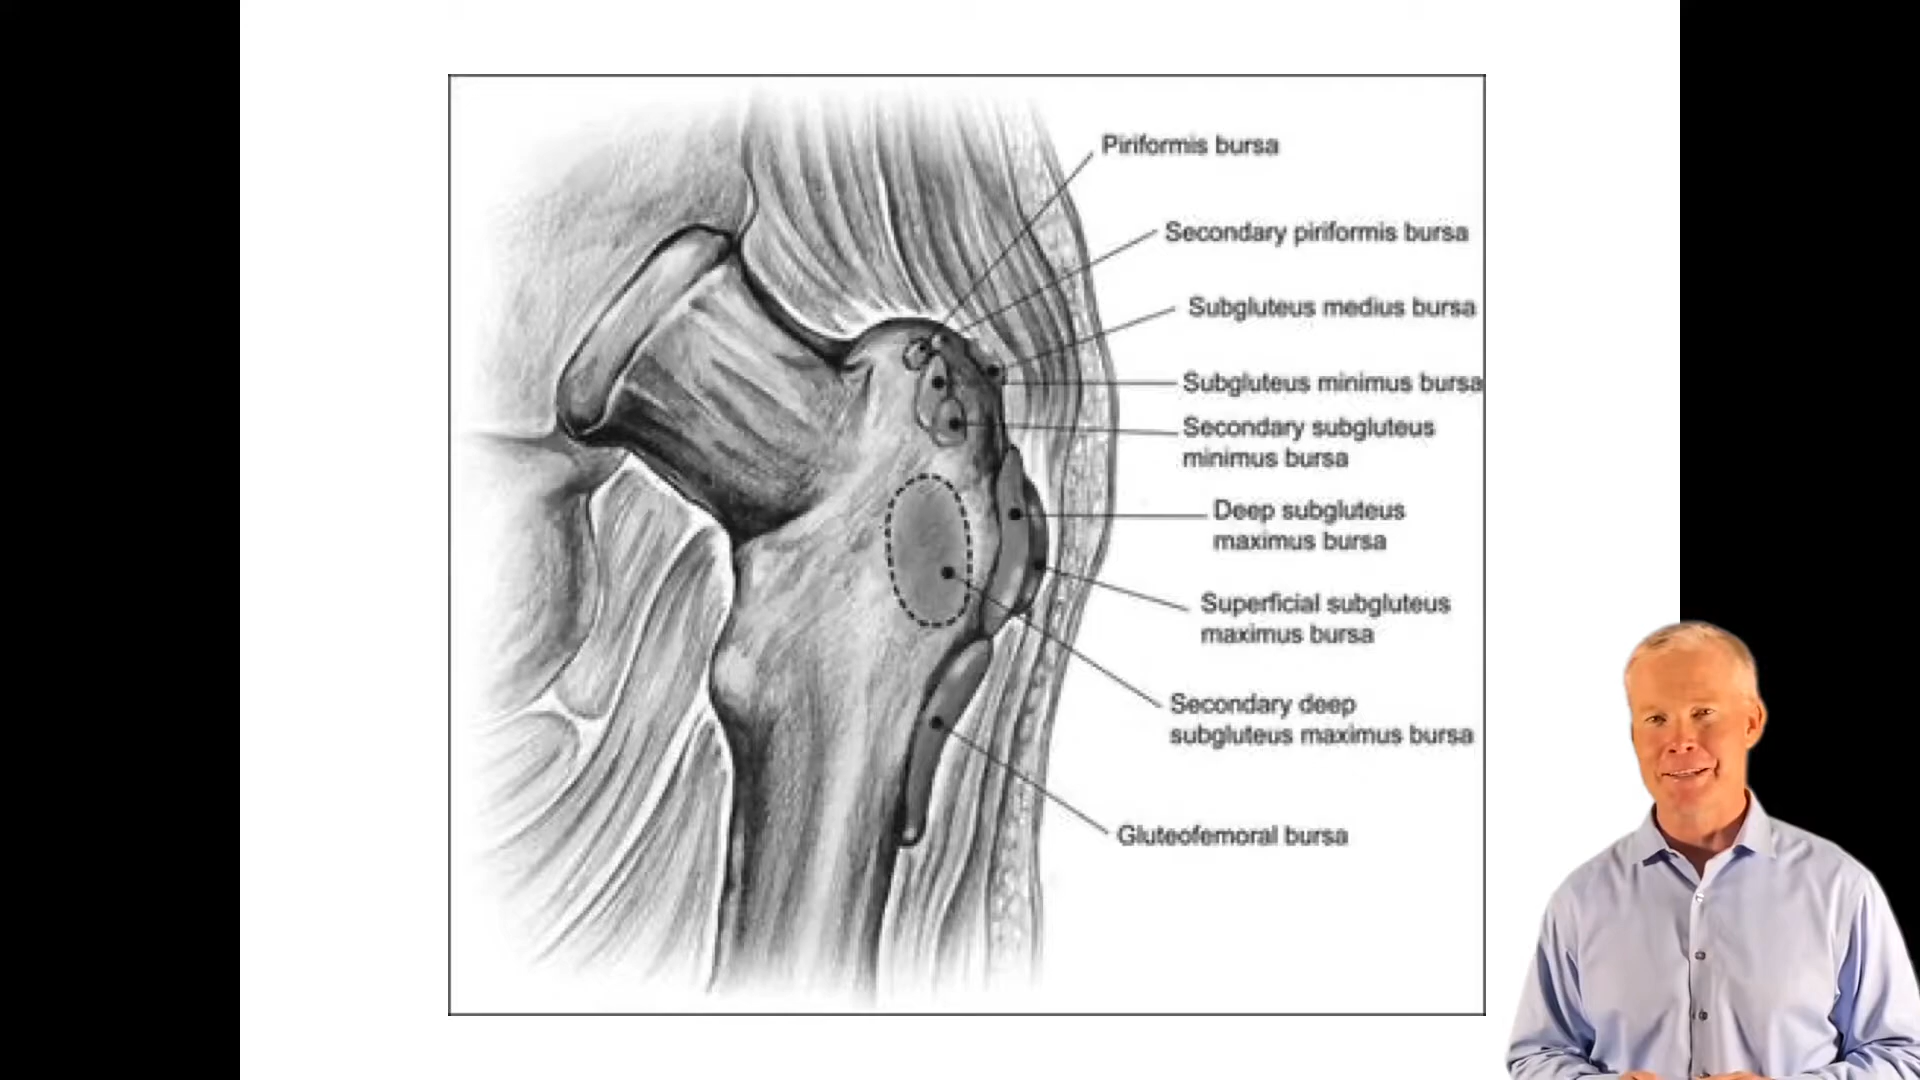 Piriformis bursa
Secondary piriformis bursa
Subgluteus medius bursa
Subgluteus minimus bursa
Secondary subgluteus
minimus bursa
Deep subgluteus
maximus bursa
Superficial subgluteus
maximus bursa
Secondary deep
subgluteus maximus bursa
Gluteofemoral bursa